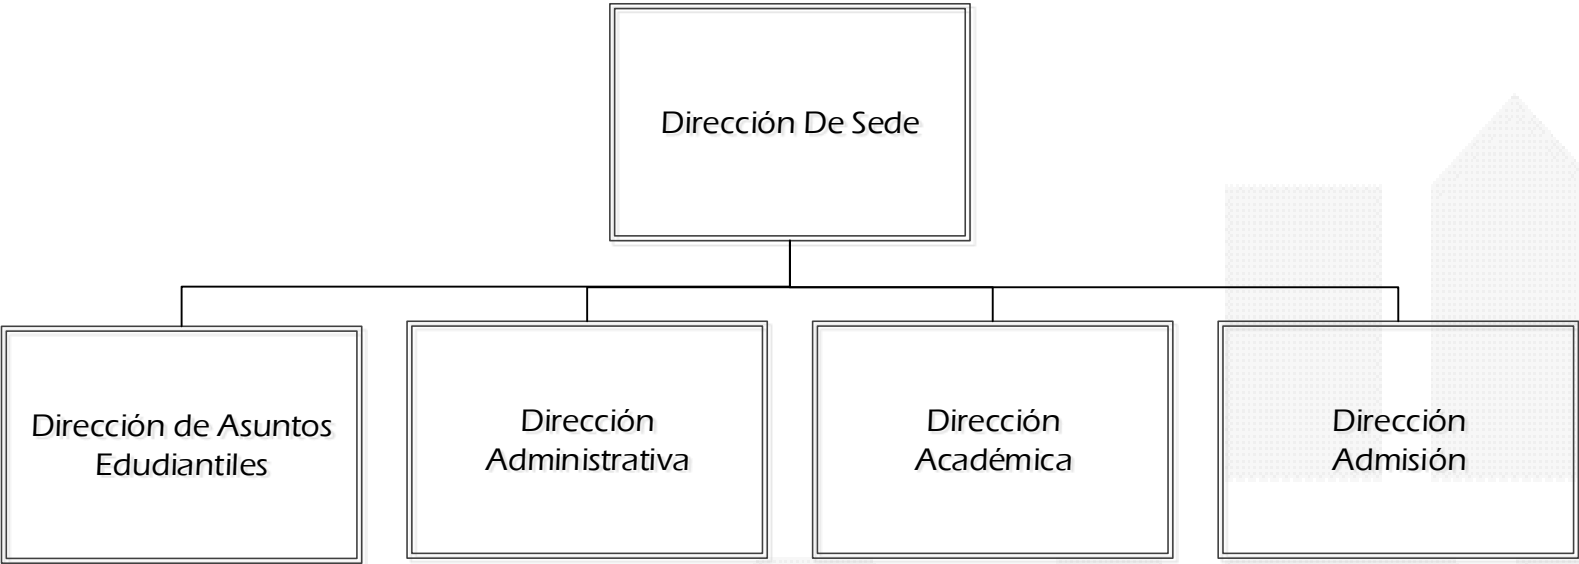 Dirección De Sede
Dirección de Asuntos
Edudiantiles
Dirección
Administrativa
Dirección
Académica
Dirección
Admisión